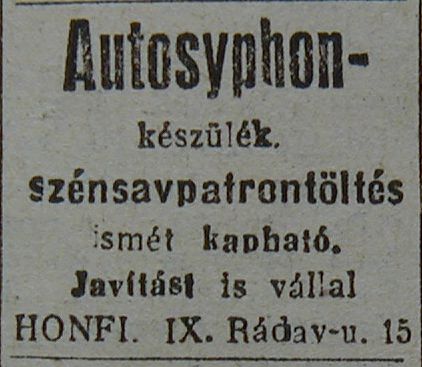 Autosyphon-
készülék.
szénsavpatrontöltés
ismét kapható.
Javítást is vállal
HONFI. IX. Ráday-u. 15